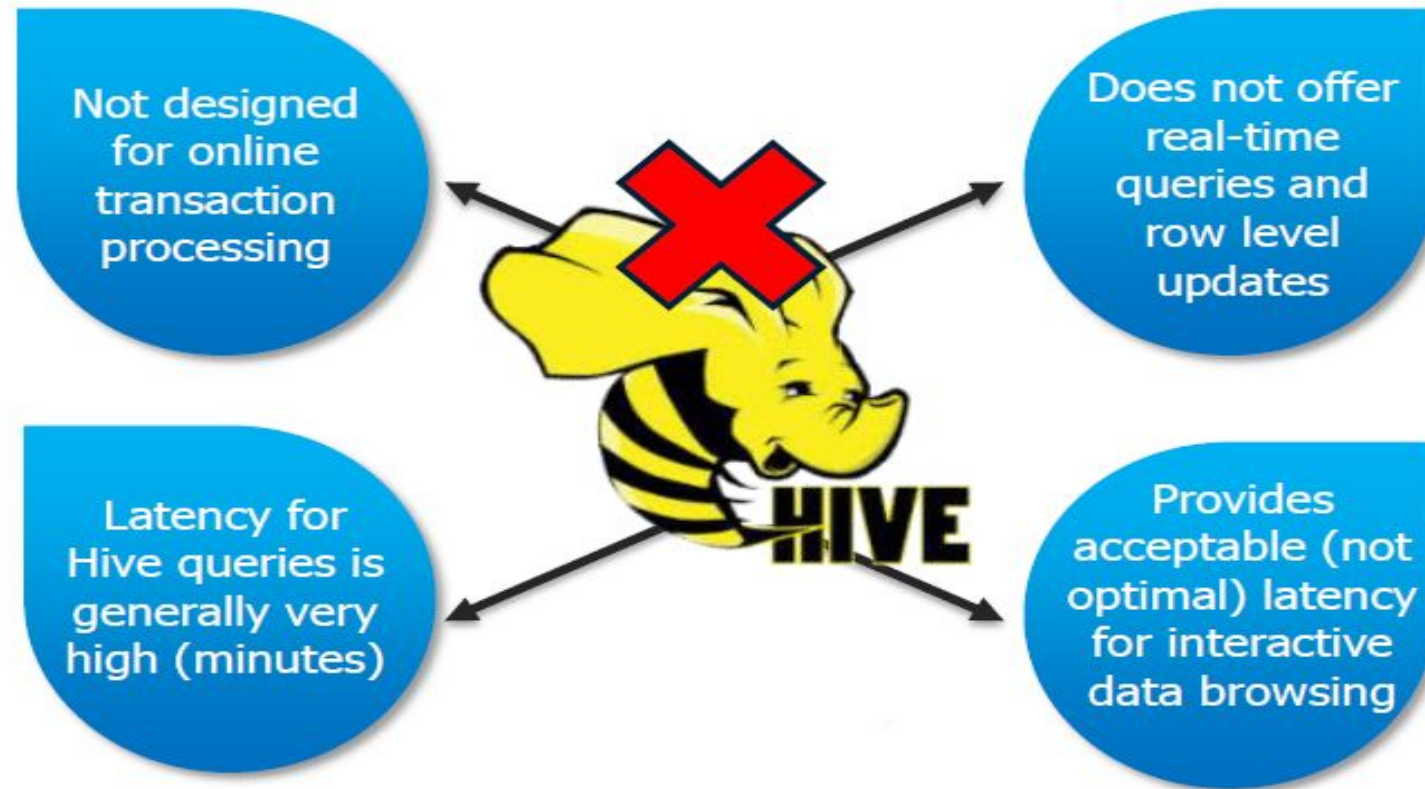 Not designed
for online
transaction
processing
Does not offer
real-time
queries and
row level
updates
HIVE
Latency for
Hive queries is
generally very
high (minutes)
Provides
acceptable (not
optimal) latency
for interactive
data browsing